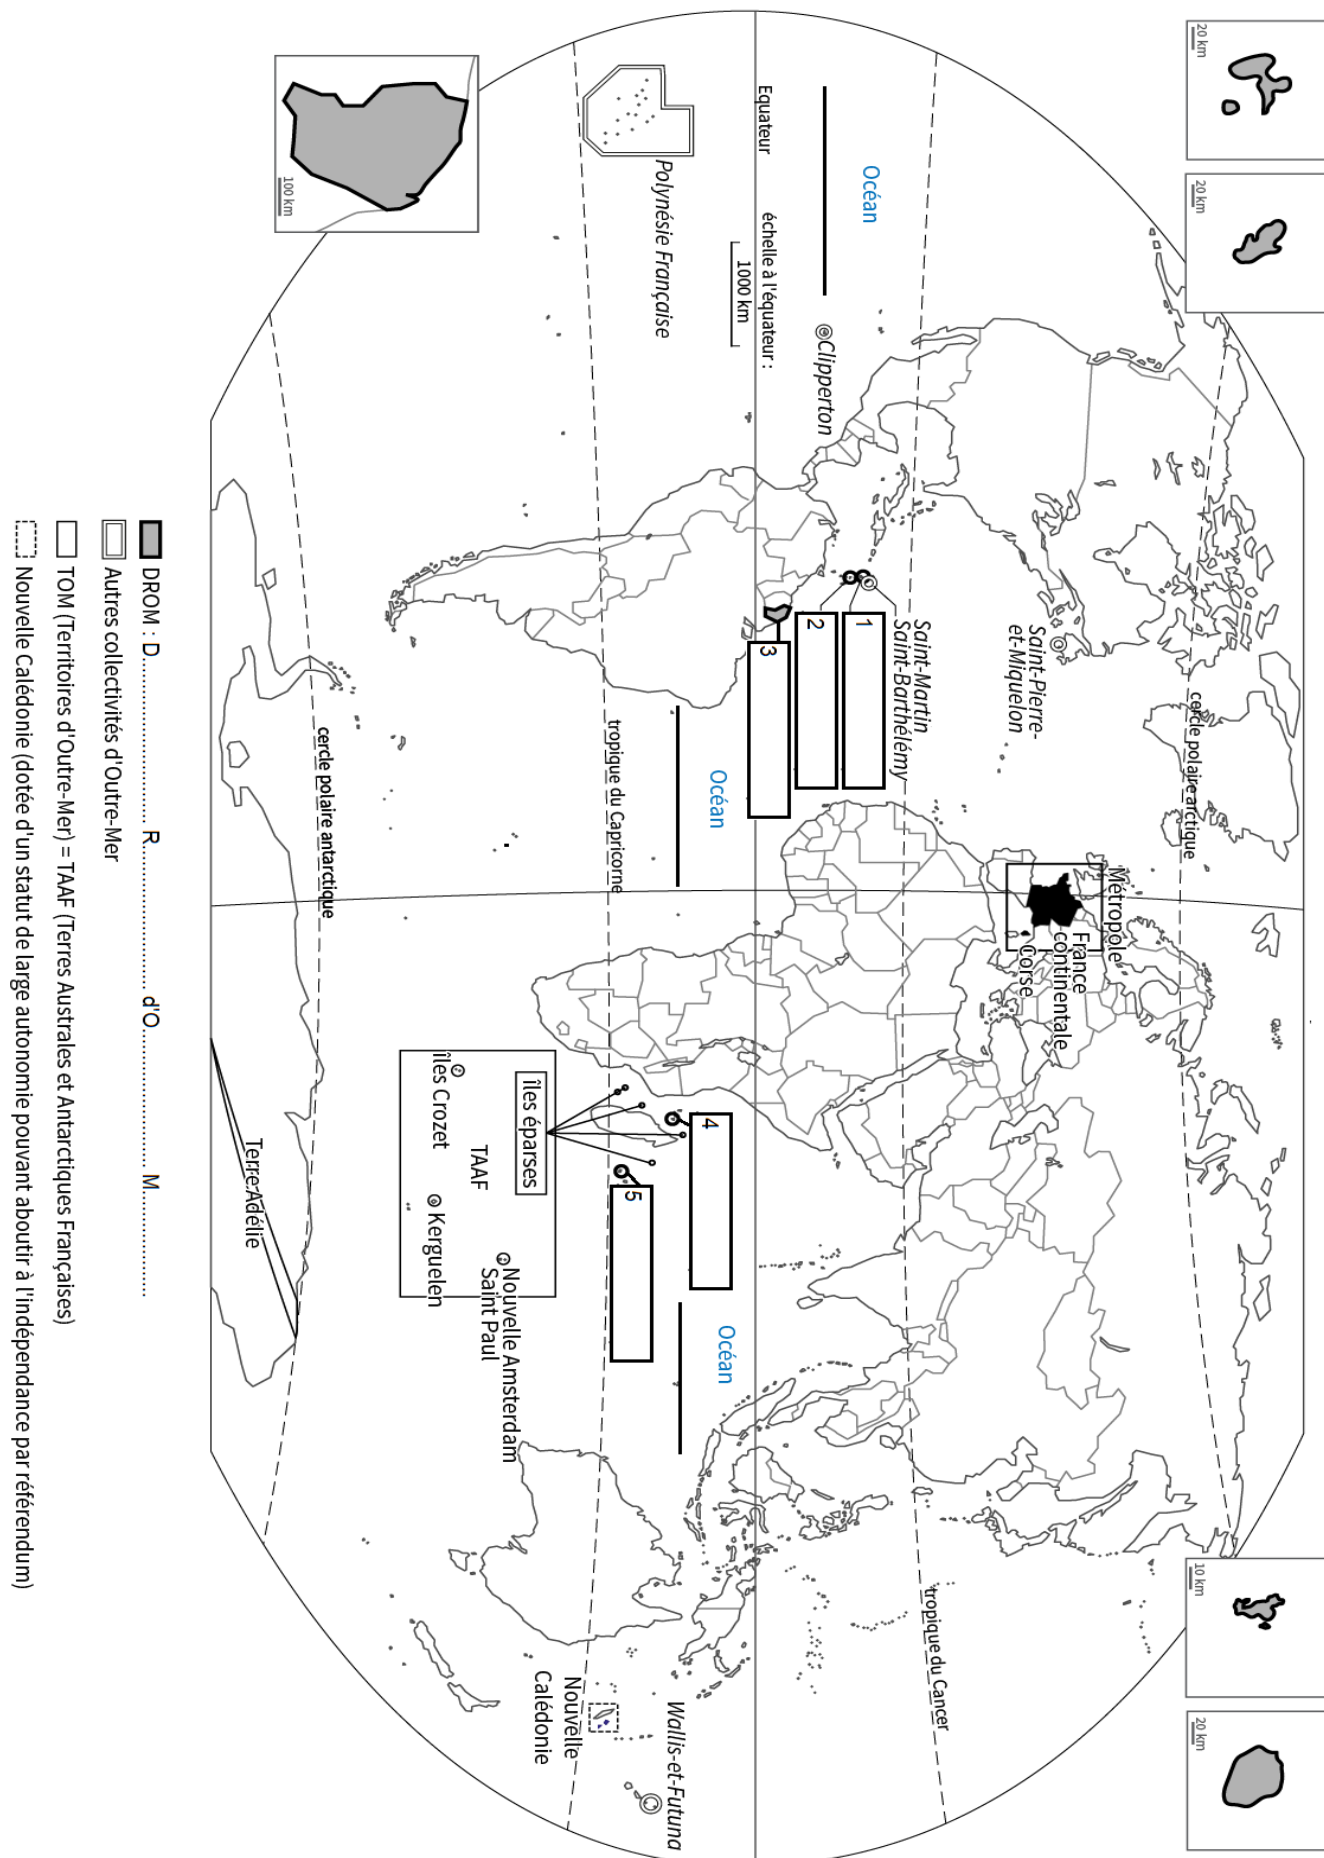 20 km
20 km
10 km
20 km
100 km
cercle polaire arctique
Métropole
France
continentale
Corse
Saint-Pierre-
et-Miquelon
tropique du Cancer
Saint-Martin
Saint-Barthélémy
Océan
Clipperton
1
2
3
Equateur
échelle à l'équateur :
1000 km
Océan
4
Océan
5
Polynésie Française
Wallis-et-Futuna
tropique du Capricorne
Nouvelle
Calédonie
îles éparses
TAAF
îles Crozet
Kerguelen
Nouvelle Amsterdam
Saint Paul
cercle polaire antarctique
Terre Adélie
DROM : D........................... R........................... d'O........................... M.....................
Autres collectivités d'Outre-Mer
TOM (Territoires d'Outre-Mer) = TAAF (Terres Australes et Antarctiques Françaises)
Nouvelle Calédonie (dotée d'un statut de large autonomie pouvant aboutir à l'indépendance par référendum)